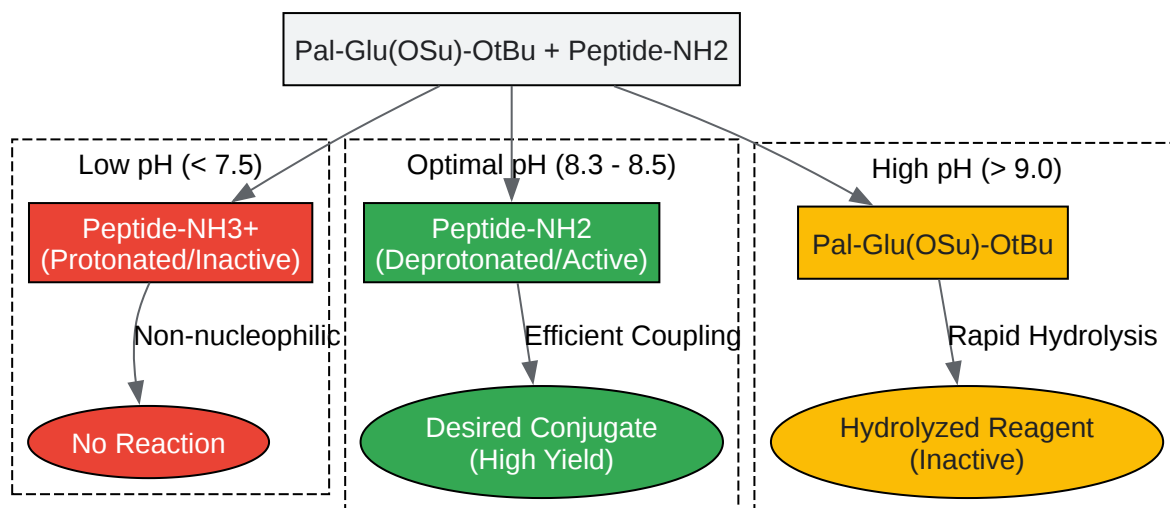 Pal-Glu(OSu)-OtBu + Peptide-NH2
Low pH (< 7.5)
Optimal pH (8.3 - 8.5)
High pH (> 9.0)
Peptide-NH3+
(Protonated/Inactive)
Peptide-NH2
(Deprotonated/Active)
Pal-Glu(OSu)-OtBu
Non-nucleophilic
Efficient Coupling
Rapid Hydrolysis
No Reaction
Desired Conjugate
(High Yield)
Hydrolyzed Reagent
(Inactive)